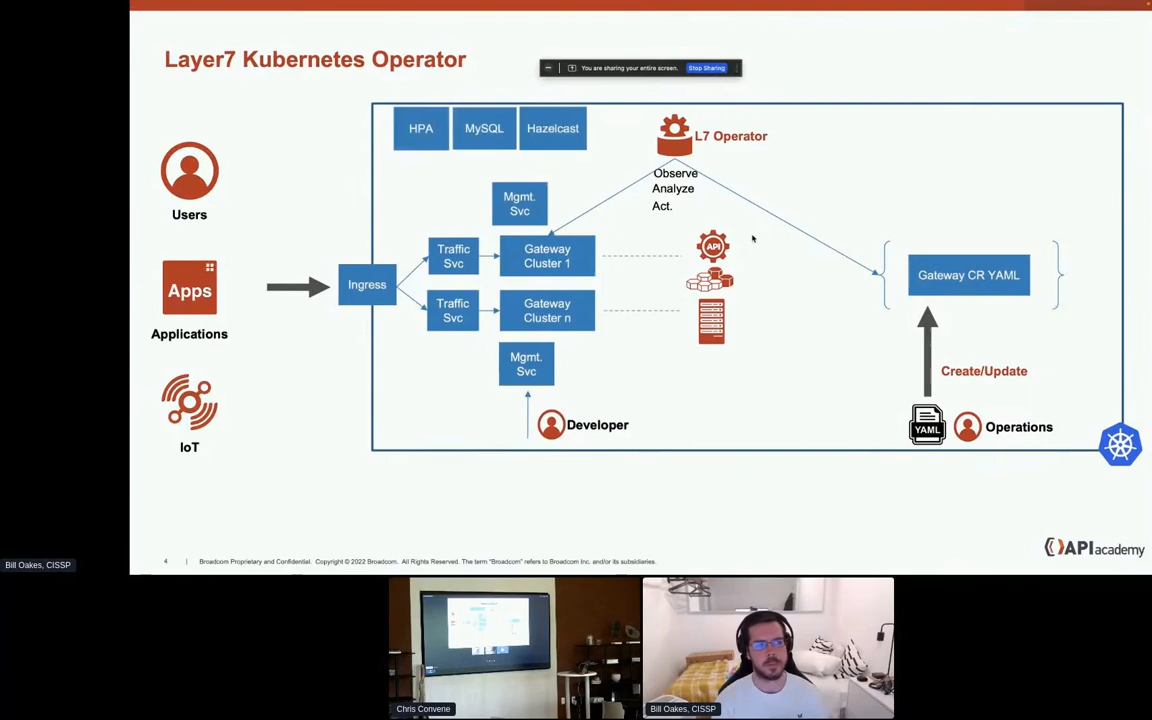 Layer7 Kubernetes Operator
You are sharing your entire screen.
Stop Sharing
HPA
MySQL
Hazelcast
L7 Operator
Observe
Analyze
Act.
Users
Mgmt.
Svc
Traffic
Svc
Gateway
Cluster 1
API
Gateway CR YAML
Apps
Applications
Ingress
Traffic
Svc
Gateway
Cluster n
Mgmt.
Svc
Create/Update
Developer
YAML
Operations
IoT
4 | Broadcom Proprietary and Confidential. Copyright © 2022 Broadcom. All Rights Reserved. The term “Broadcom” refers to Broadcom Inc. and/or its subsidiaries.
API academy
Bill Oakes, CISSP
Chris Convene
Bill Oakes, CISSP